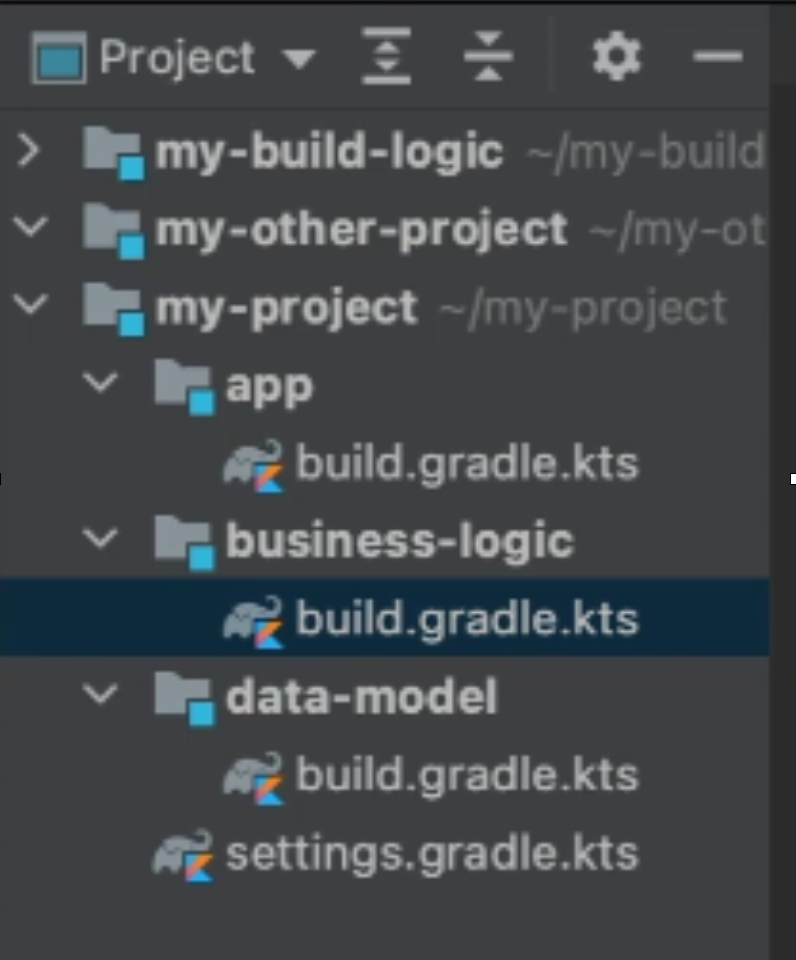 Project
my-build-logic ~/my-build
my-other-project ~/my-ot
my-project ~/my-project
app
build.gradle.kts
business-logic
build.gradle.kts
data-model
build.gradle.kts
settings.gradle.kts